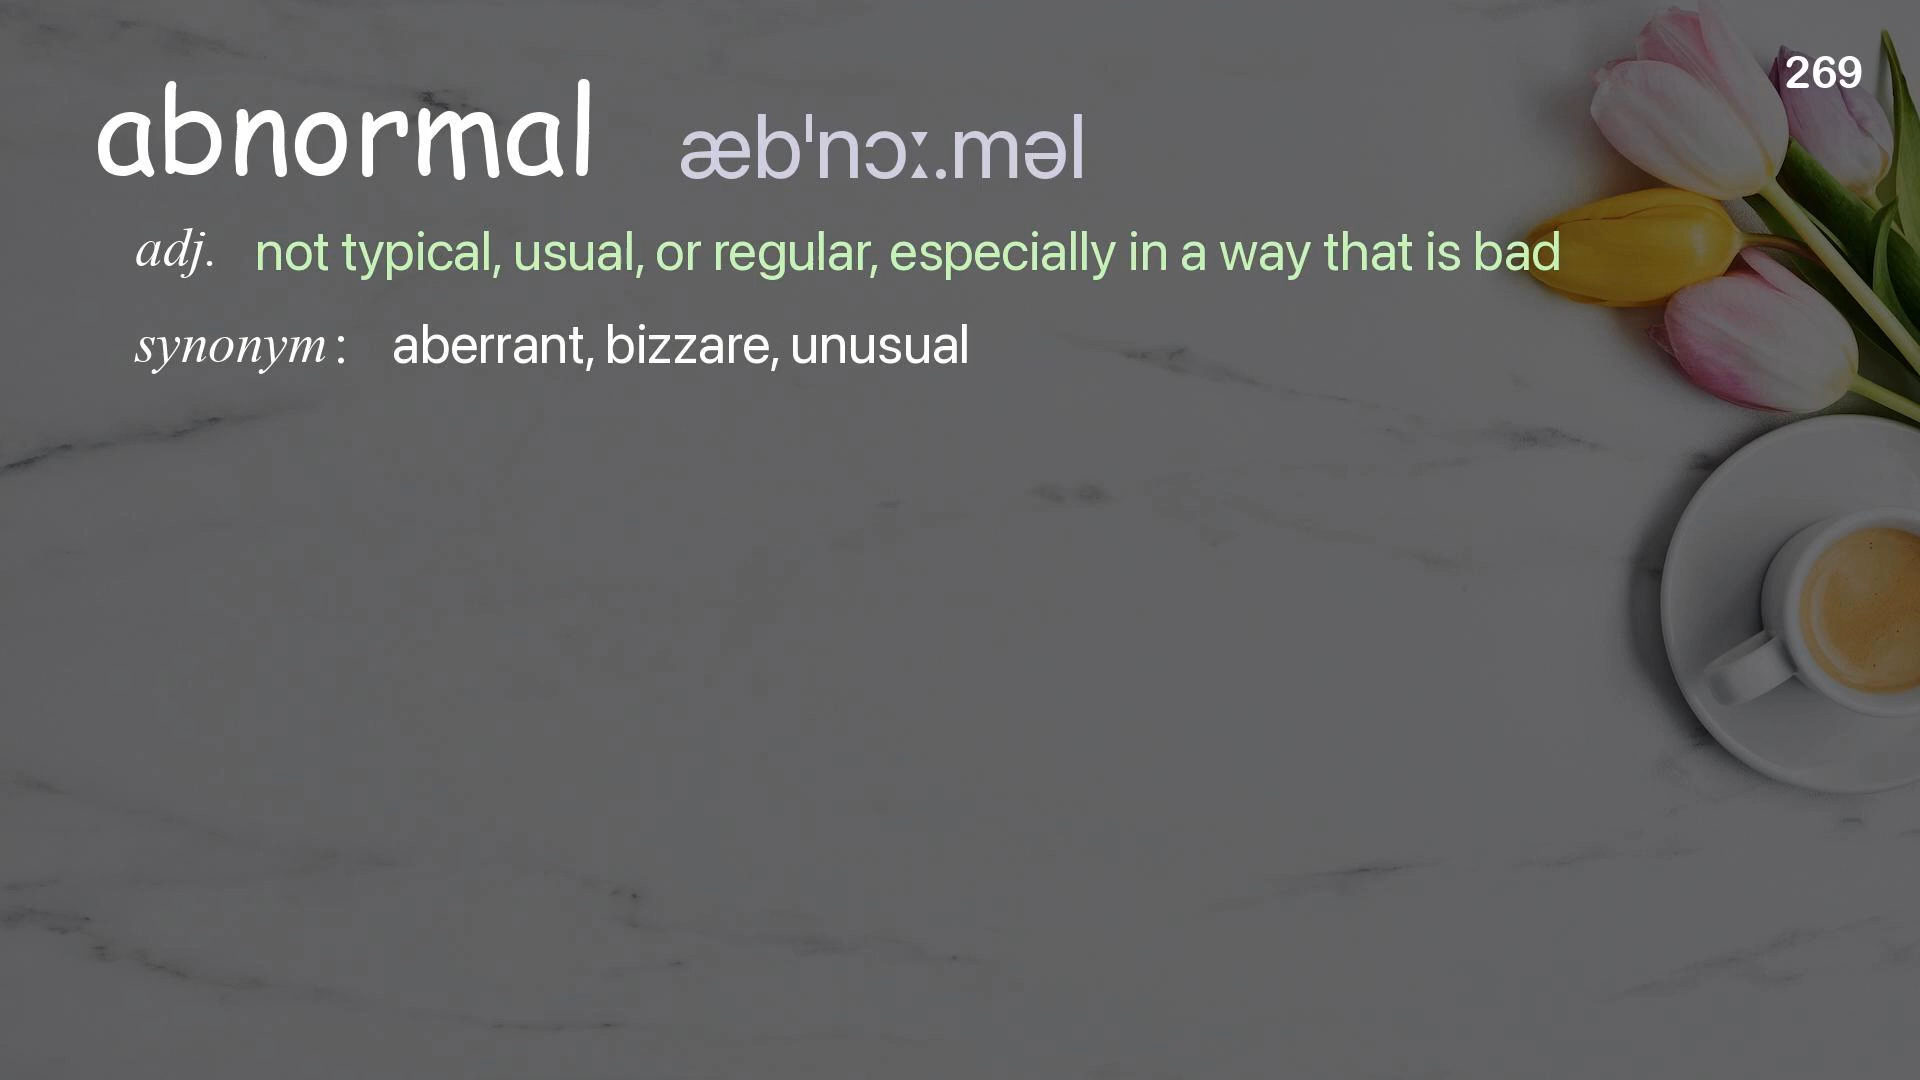 269
abnormal æbˈnɔː.məl
adj. not typical, usual, or regular, especially in a way that is bad
synonym: aberrant, bizzare, unusual